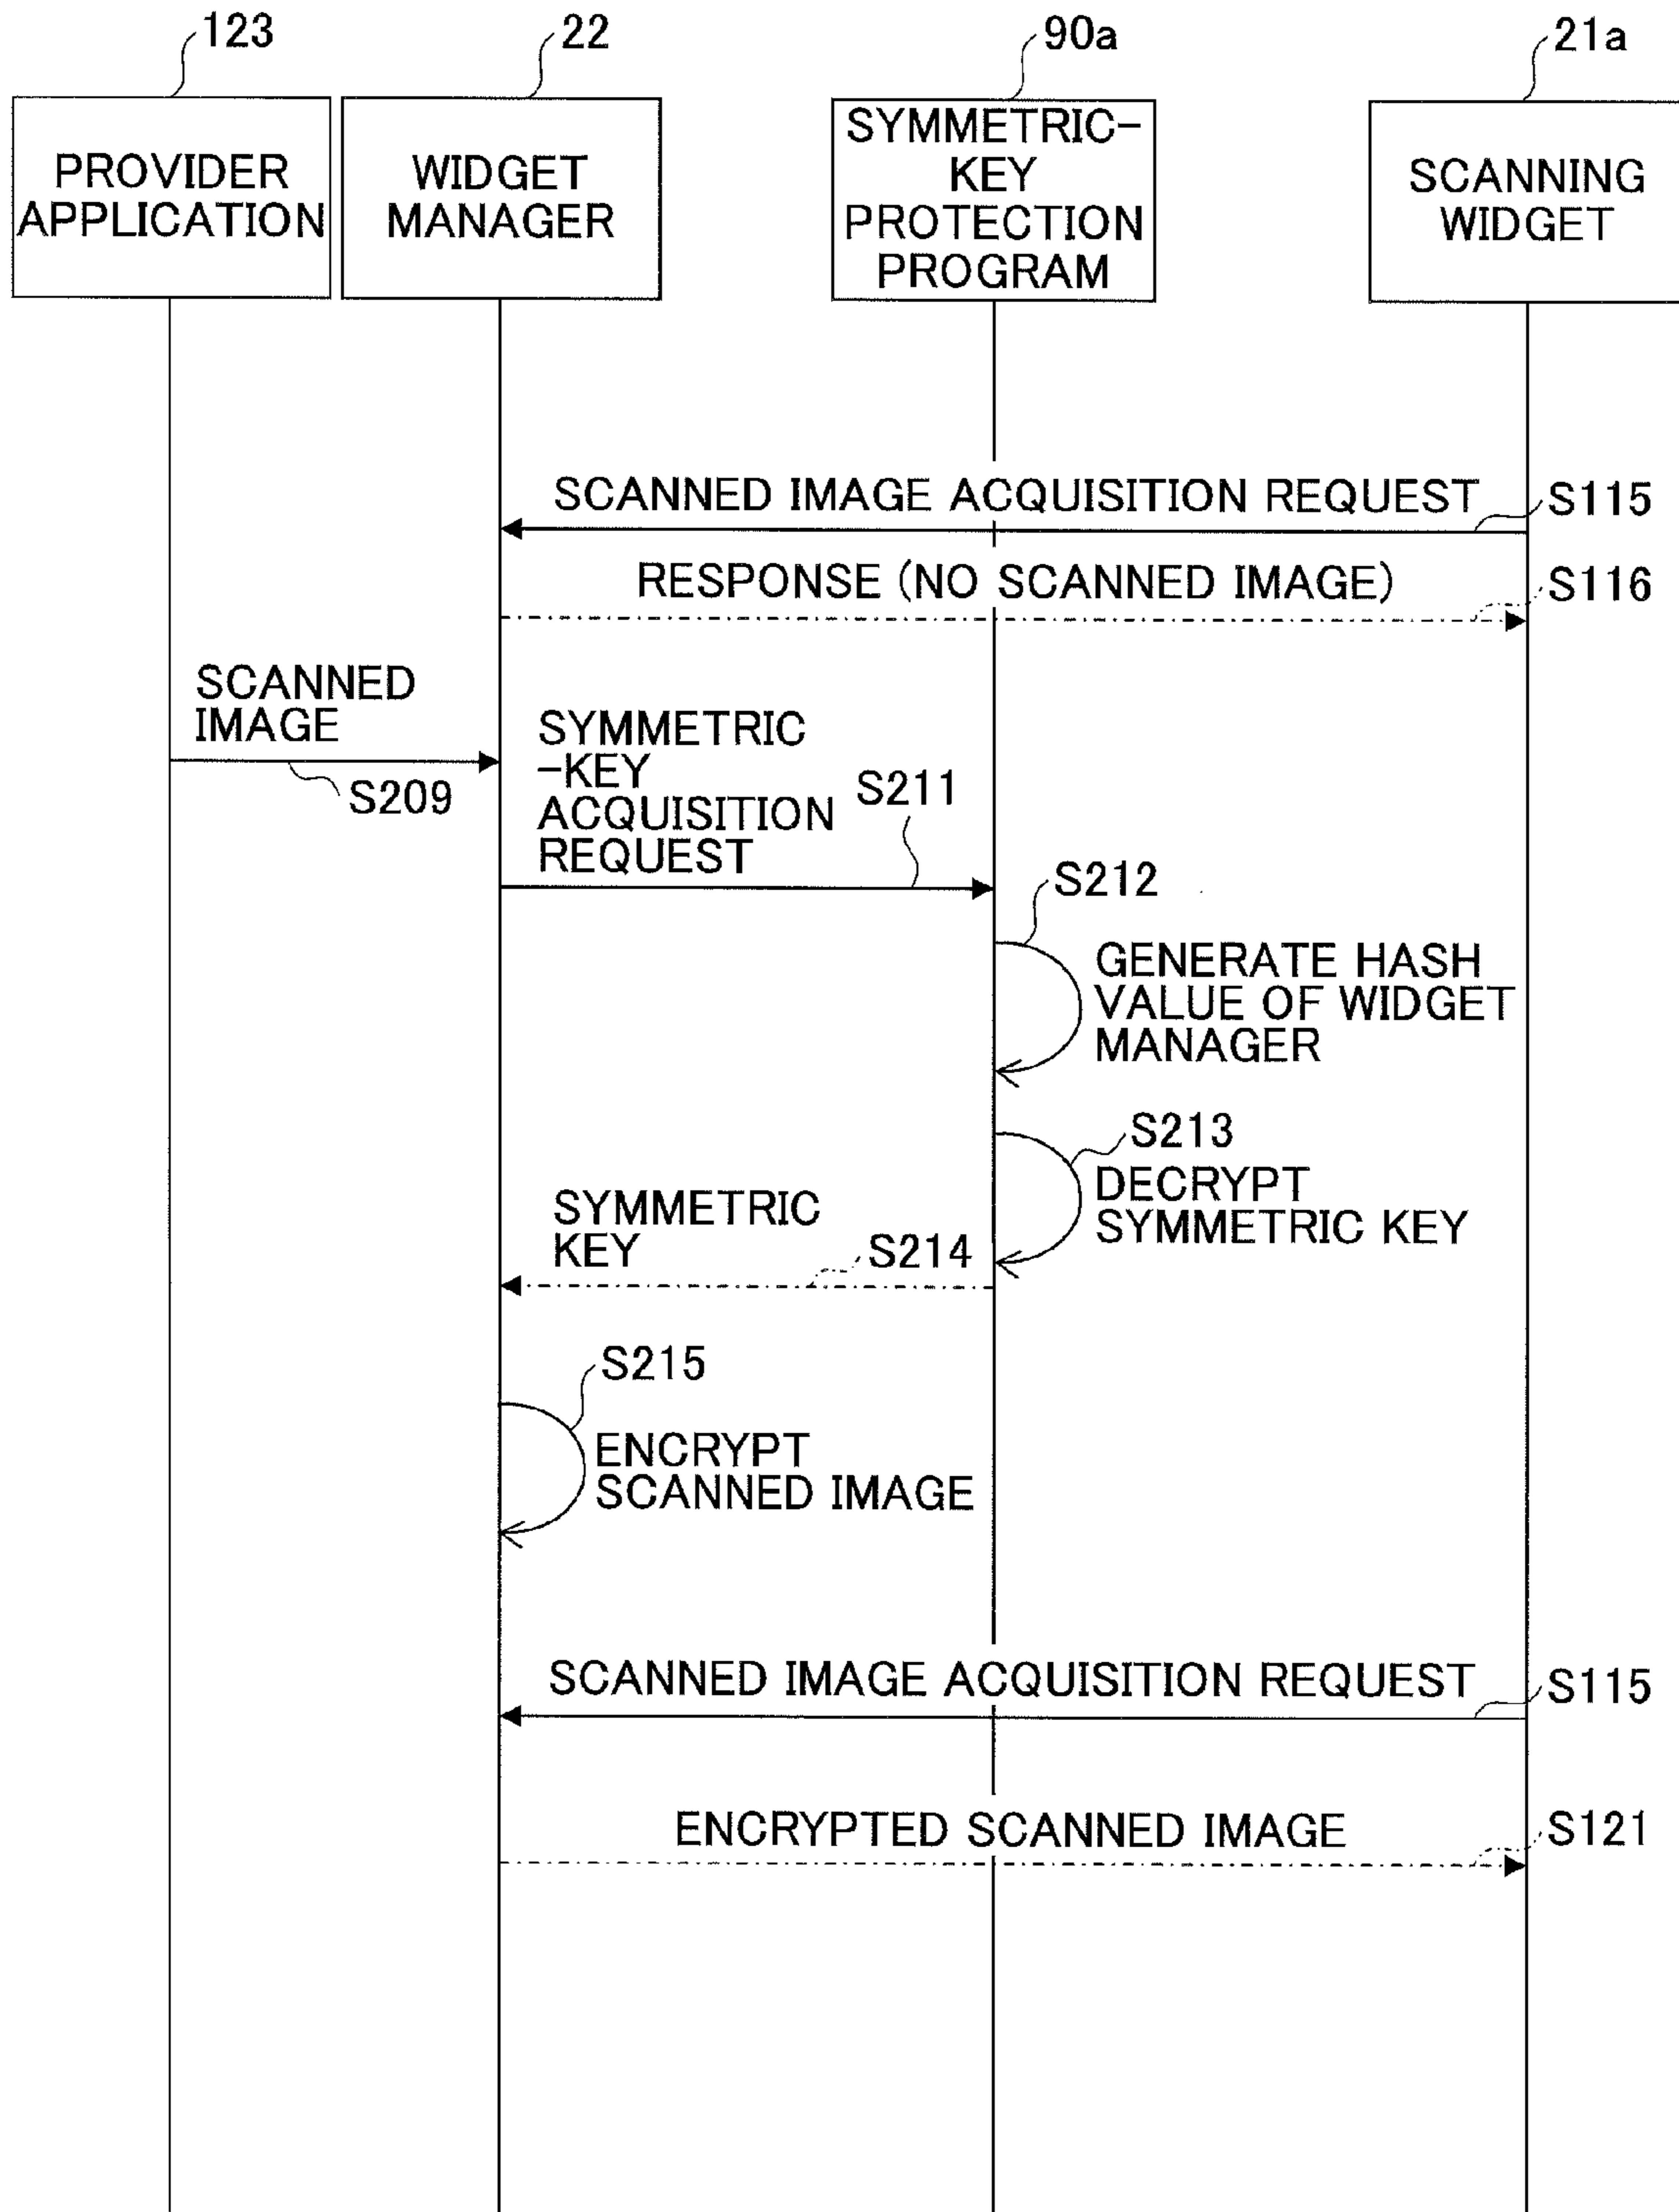 123
22
90a
21a
PROVIDER
APPLICATION
WIDGET
MANAGER
SYMMETRIC-
KEY
PROTECTION
PROGRAM
SCANNING
WIDGET
SCANNED IMAGE ACQUISITION REQUEST
S115
RESPONSE (NO SCANNED IMAGE)
S116
SCANNED
IMAGE
S209
SYMMETRIC
-KEY
ACQUISITION
REQUEST
S211
S212
GENERATE HASH
VALUE OF WIDGET
MANAGER
S213
DECRYPT
SYMMETRIC KEY
SYMMETRIC
KEY
S214
S215
ENCRYPT
SCANNED IMAGE
SCANNED IMAGE ACQUISITION REQUEST
S115
ENCRYPTED SCANNED IMAGE
S121